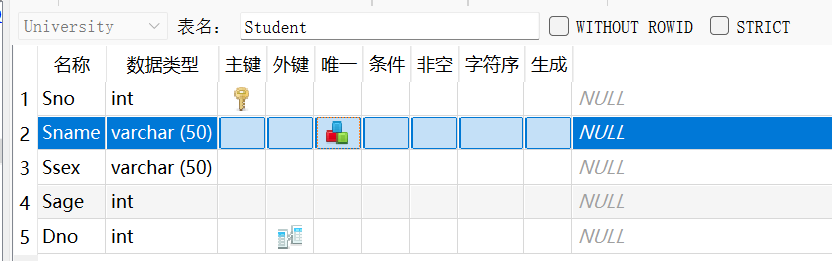 University 表名： Student WITHOUT ROWID STRICT
名称 数据类型 主键 外键 唯一 条件 非空 字符序 生成
1 Sno int NULL
2 Sname varchar (50) NULL
3 Ssex varchar (50) NULL
4 Sage int NULL
5 Dno int NULL